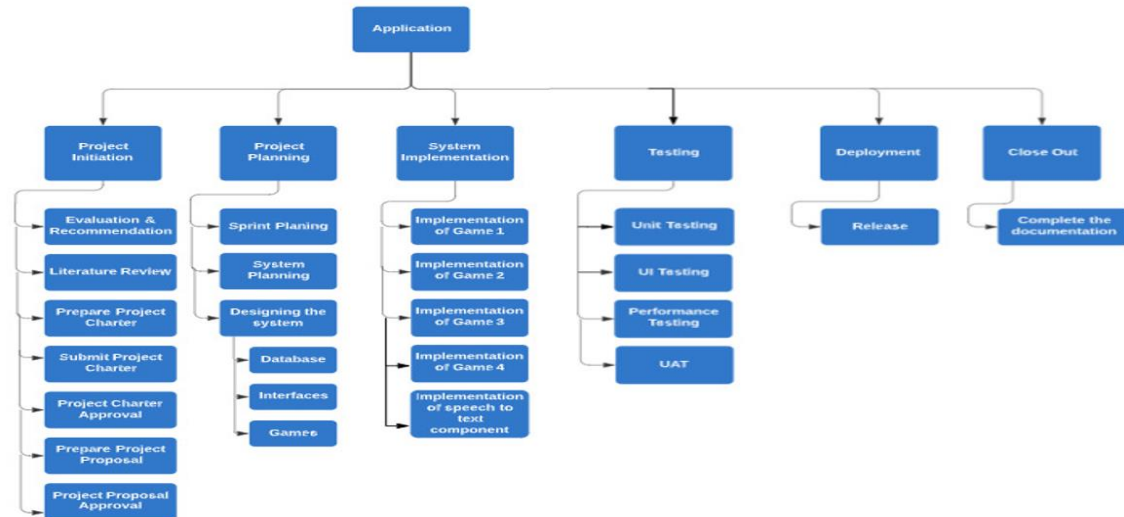 Application
Project
Initiation
Project
Planning
System
Implementation
Testing
Deployment
Close Out
Evaluation &
Recommendation
Literature Review
Prepare Project
Charter
Submit Project
Charter
Project Charter
Approval
Prepare Project
Proposal
Project Proposal
Approval
Sprint Planing
System
Planning
Designing the
system
Database
Interfaces
Games
Implementation
of Game 1
Implementation
of Game 2
Implementation
of Game 3
Implementation
of Game 4
Implementation
of speech to
text
component
Unit Testing
UI Testing
Performance
Testing
UAT
Release
Complete the
documentation